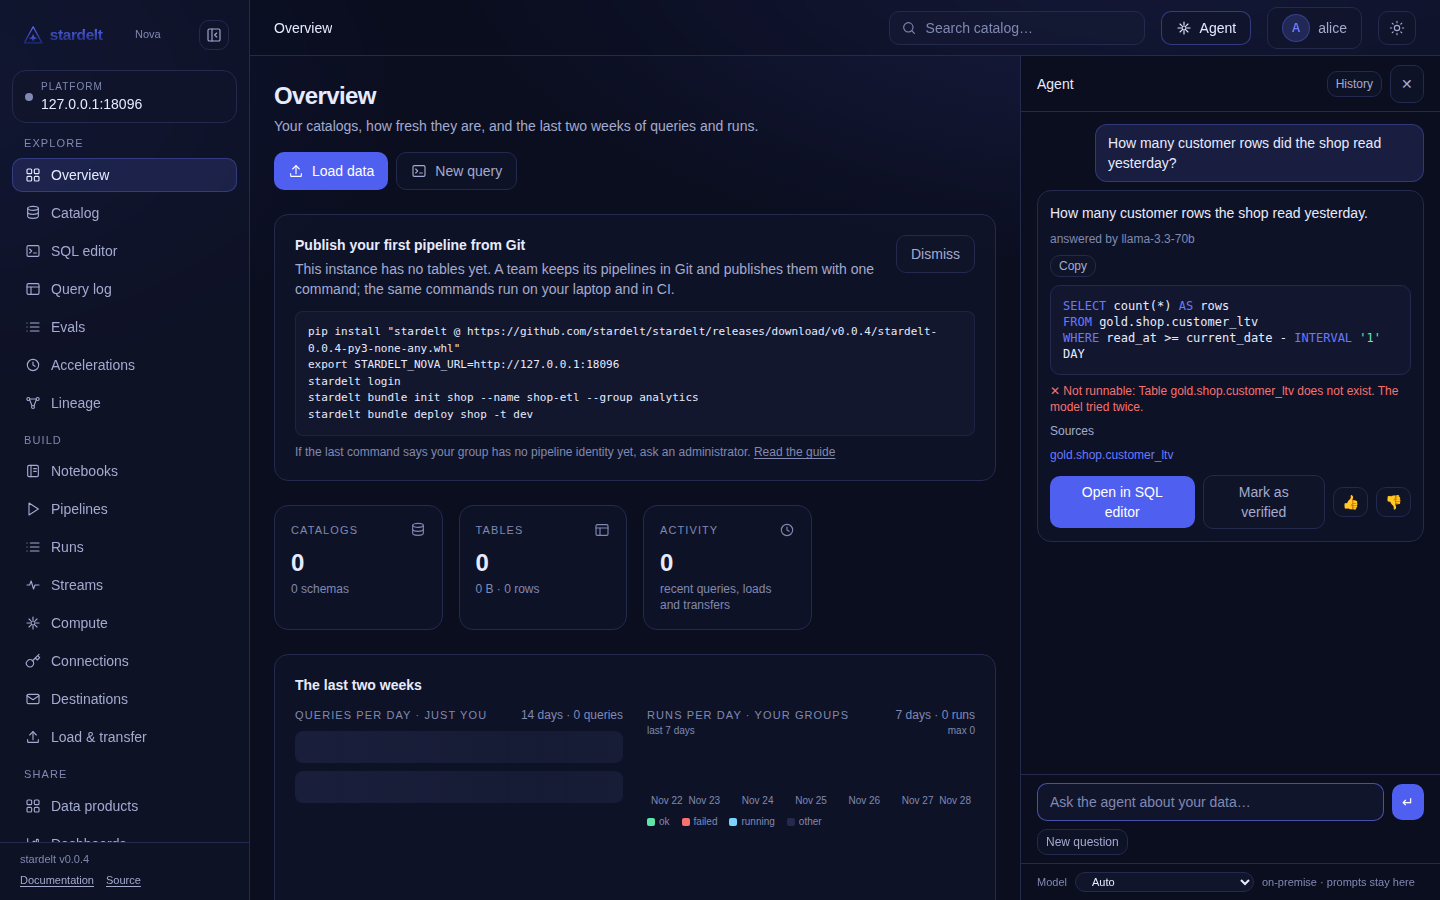 stardelt
Nova
PLATFORM
127.0.0.1:18096
EXPLORE
Overview
Catalog
SQL editor
Query log
Evals
Accelerations
Lineage
BUILD
Notebooks
Pipelines
Runs
Streams
Compute
Connections
Destinations
Load & transfer
SHARE
Data products
Dashboards
stardelt v0.0.4
Documentation Source
Overview
Search catalog…
Agent
A alice
Overview
Your catalogs, how fresh they are, and the last two weeks of queries and runs.
Load data
New query
Publish your first pipeline from Git
This instance has no tables yet. A team keeps its pipelines in Git and publishes them with one
command; the same commands run on your laptop and in CI.
Dismiss
pip install "stardelt @ https://github.com/stardelt/stardelt/releases/download/v0.0.4/stardelt-
0.0.4-py3-none-any.whl"
export STARDELT_NOVA_URL=http://127.0.0.1:18096
stardelt login
stardelt bundle init shop --name shop-etl --group analytics
stardelt bundle deploy shop -t dev
If the last command says your group has no pipeline identity yet, ask an administrator. Read the guide
CATALOGS
0
0 schemas
TABLES
0
0 B · 0 rows
ACTIVITY
0
recent queries, loads
and transfers
The last two weeks
QUERIES PER DAY · JUST YOU
14 days · 0 queries
RUNS PER DAY · YOUR GROUPS
7 days · 0 runs
last 7 days
max 0
Nov 22 Nov 23 Nov 24 Nov 25 Nov 26 Nov 27 Nov 28
ok failed running other
Agent
History
✕
How many customer rows did the shop read
yesterday?
How many customer rows the shop read yesterday.
answered by llama-3.3-70b
Copy
SELECT count(*) AS rows
FROM gold.shop.customer_ltv
WHERE read_at >= current_date - INTERVAL '1'
DAY
✕ Not runnable: Table gold.shop.customer_ltv does not exist. The
model tried twice.
Sources
gold.shop.customer_ltv
Open in SQL
editor
Mark as
verified
👍
👎
Ask the agent about your data…
↵
New question
Model
Auto
on-premise · prompts stay here